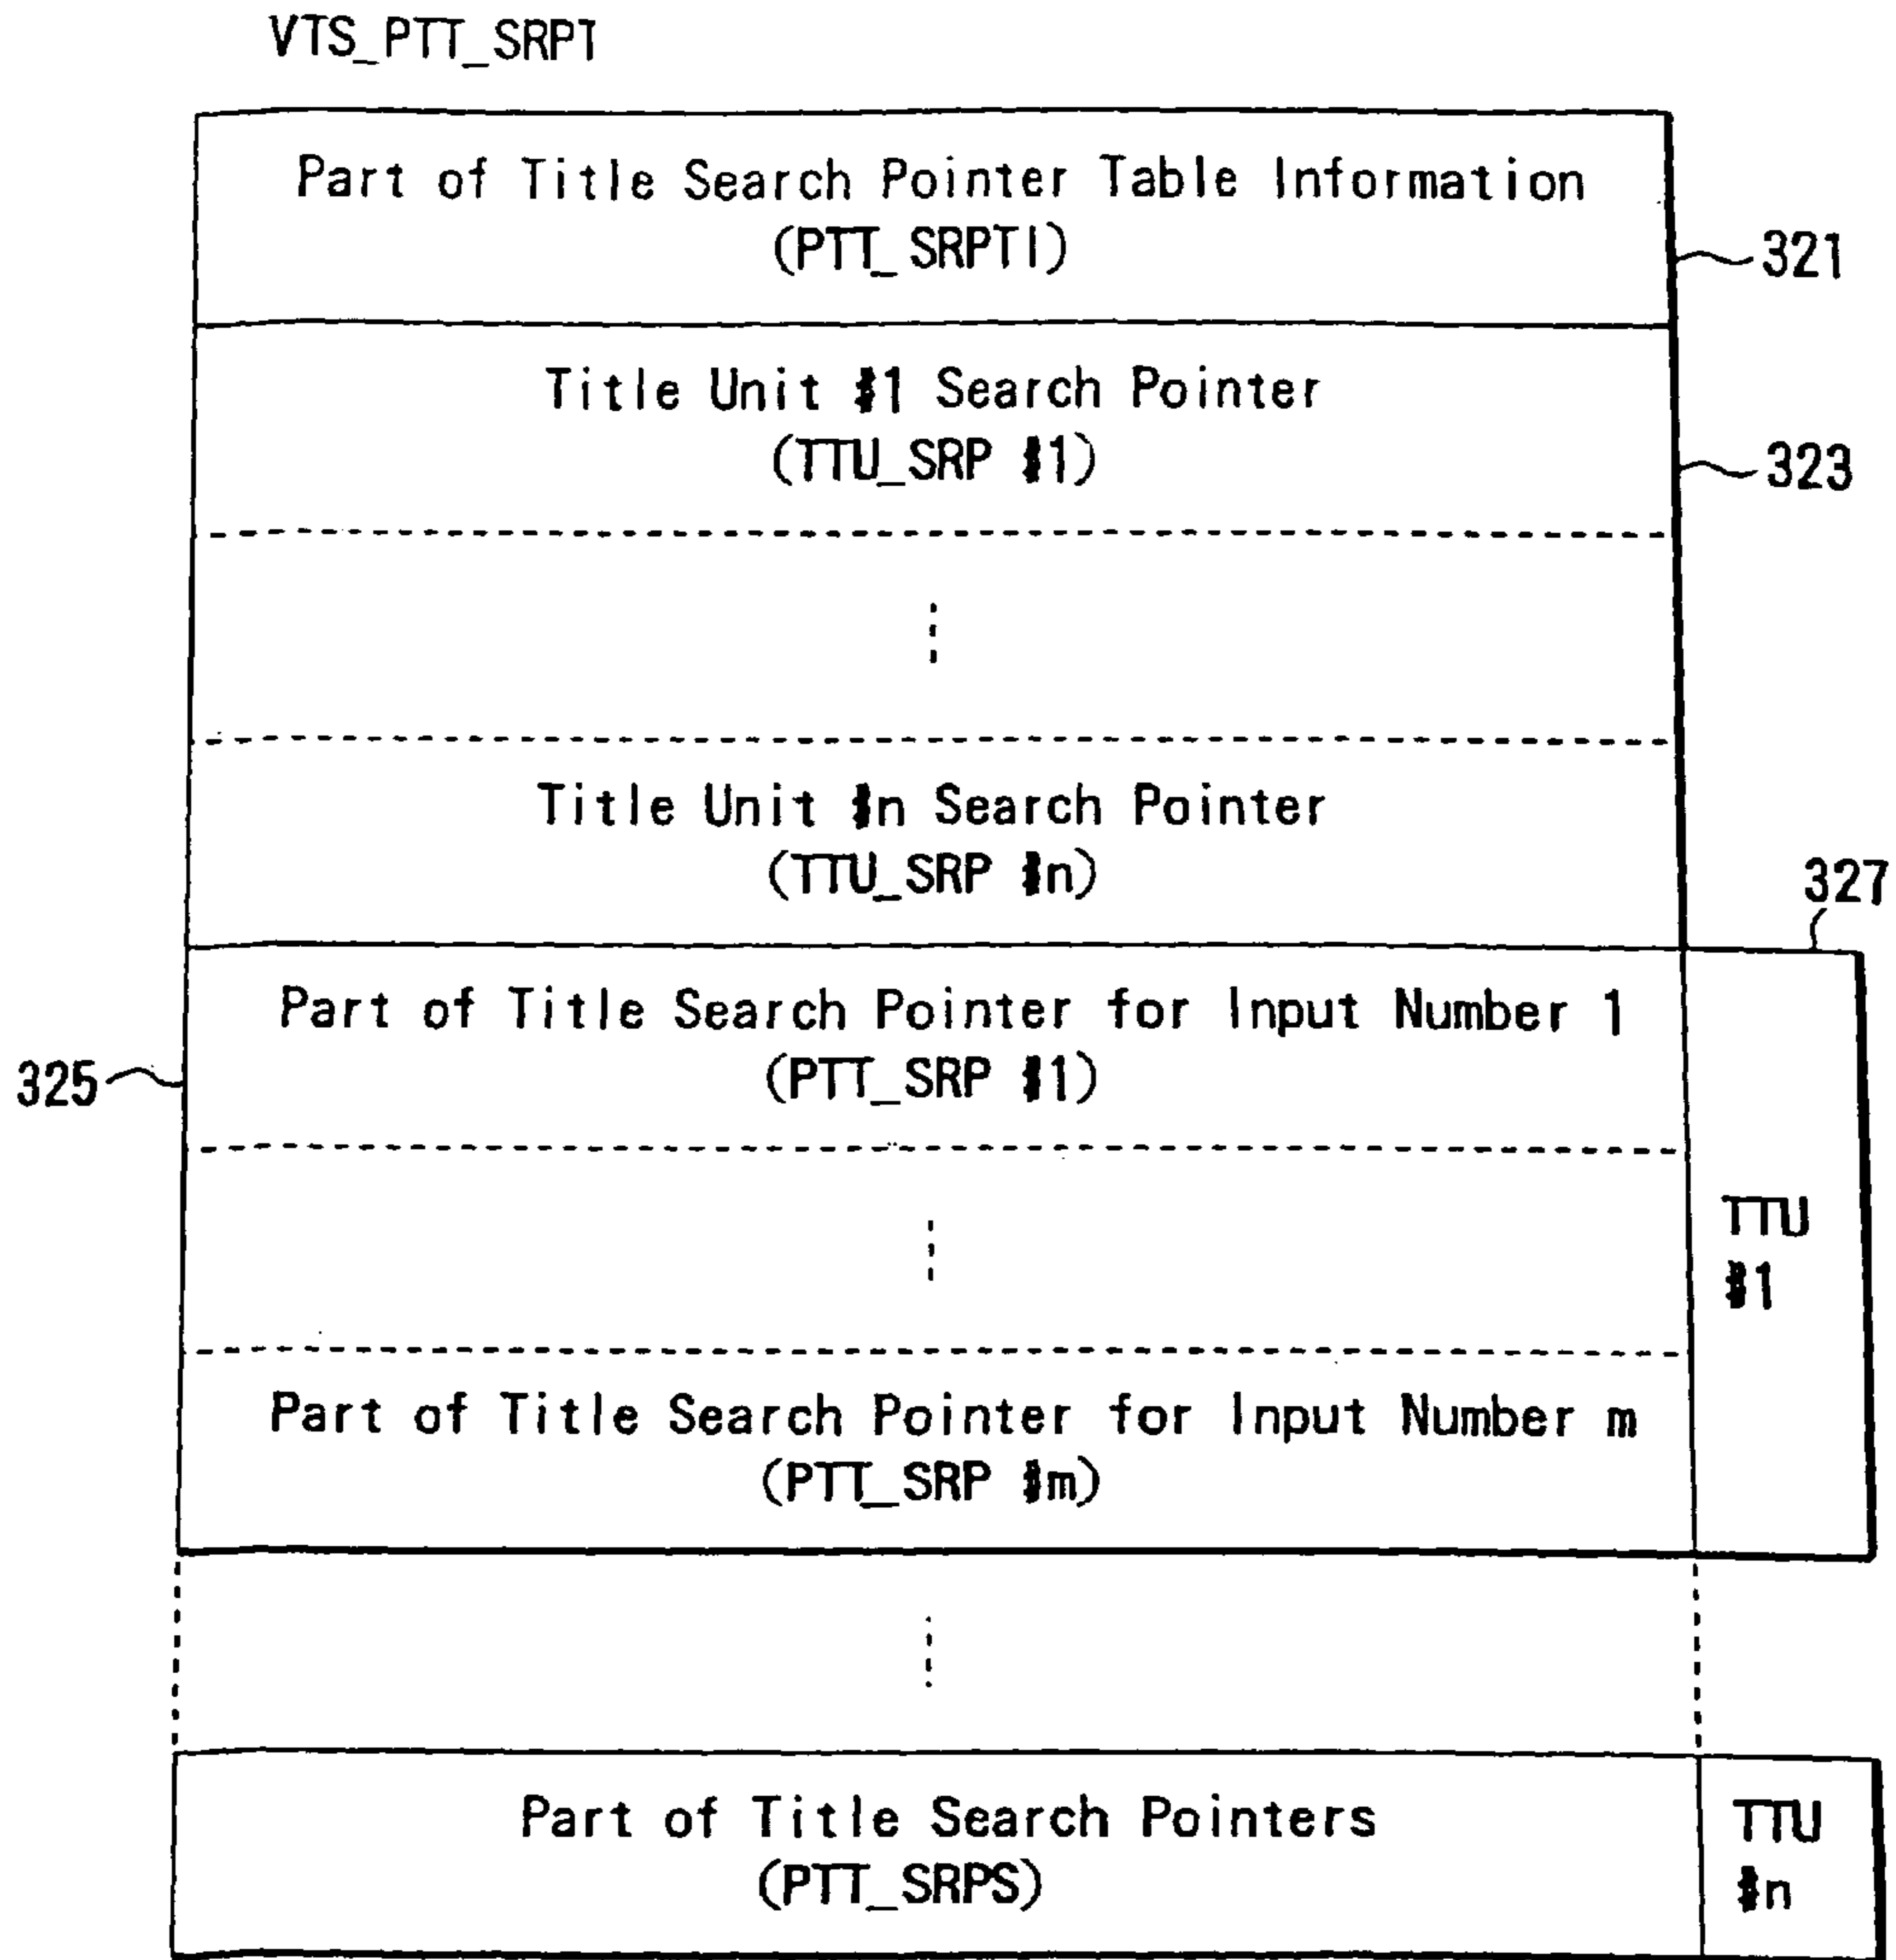 VTS_PTT_SRPT
Part of Title Search Pointer Table Information
(PTT_SRPTI)
321
Title Unit #1 Search Pointer
(TTU_SRP #1)
323
Title Unit #n Search Pointer
(TTU_SRP #n)
327
Part of Title Search Pointer for Input Number 1
(PTT_SRP #1)
325
TTU
#1
Part of Title Search Pointer for Input Number m
(PTT_SRP #m)
Part of Title Search Pointers
(PTT_SRPS)
TTU
#n